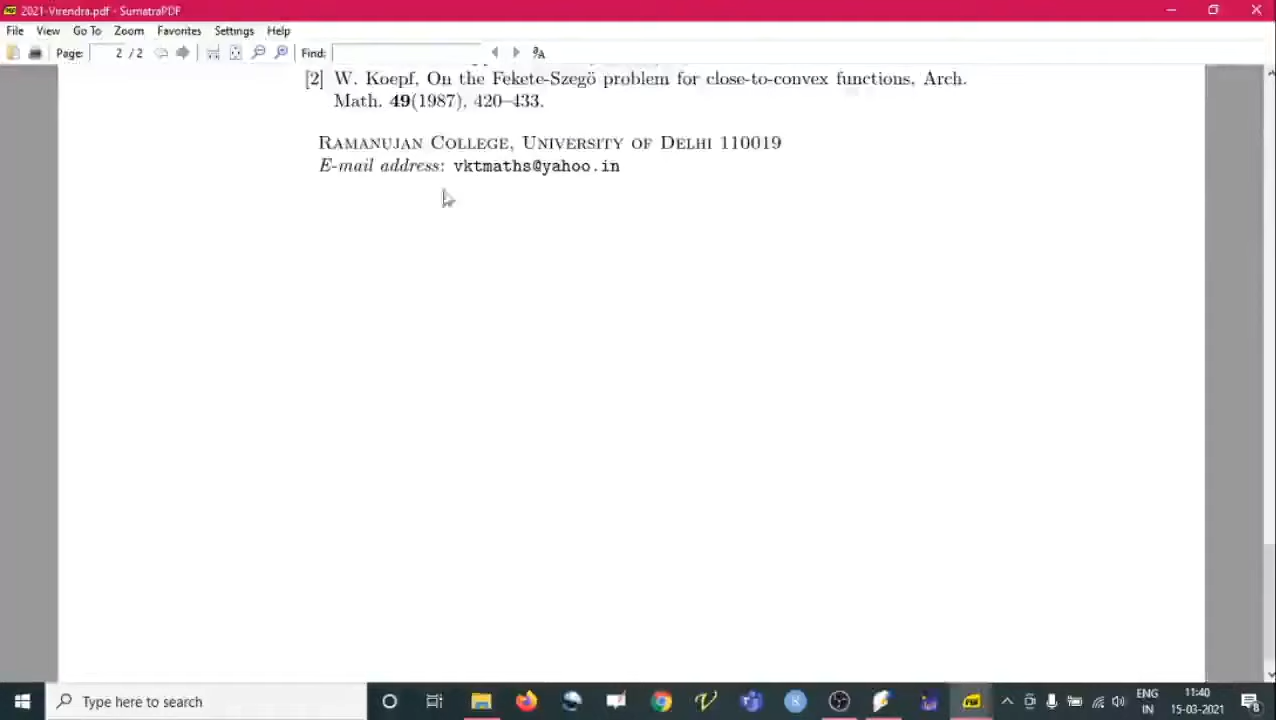 2021-Virendra.pdf - SumatraPDF
File View Go To Zoom Favorites Settings Help
Page: 2 / 2 Find:
[2] W. Koepf, On the Fekete-Szegö problem for close-to-convex functions, Arch.
Math. 49(1987), 420–433.
Ramanujan College, University of Delhi 110019
E-mail address: vktmaths@yahoo.in
Type here to search
ENG
IN
11:40
15-03-2021